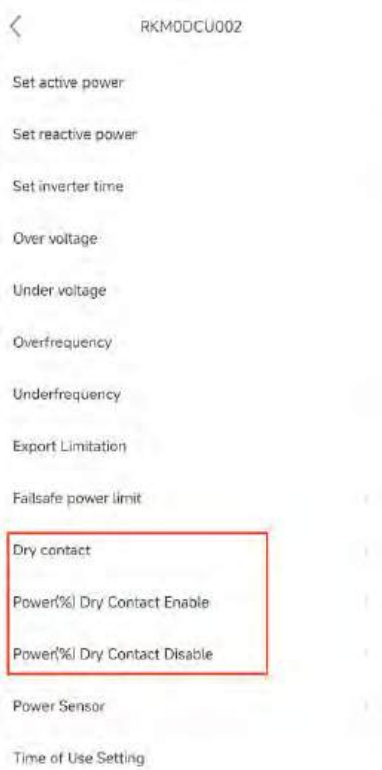 RKM0DCU002
Set active power
Set reactive power
Set inverter time
Over voltage
Under voltage
Overfrequency
Underfrequency
Export Limitation
Failsafe power limit
Dry contact
Power(%) Dry Contact Enable
Power(%) Dry Contact Disable
Power Sensor
Time of Use Setting